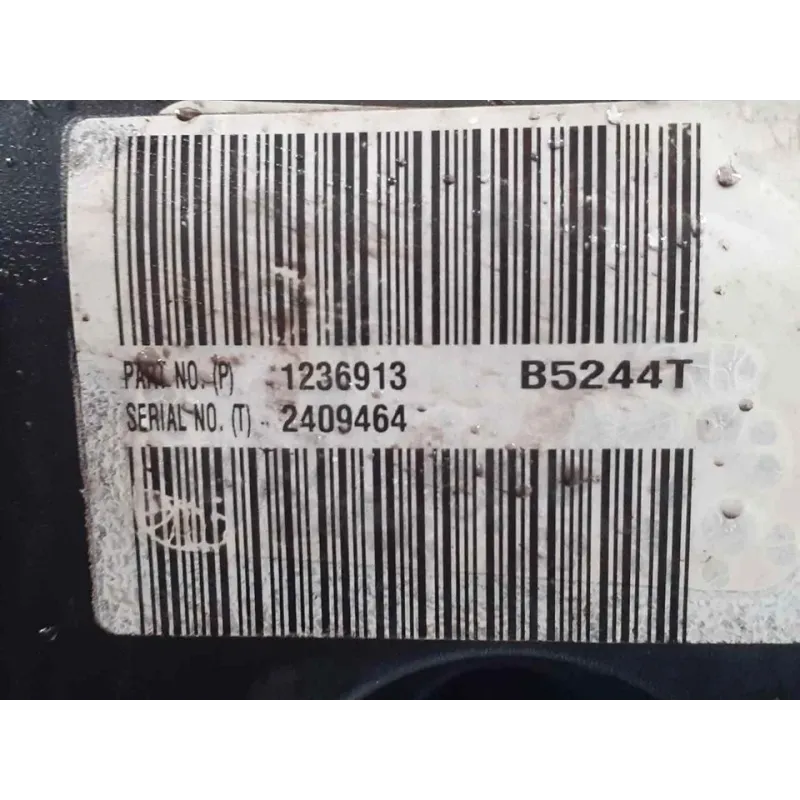 PART NO. (P) 1236913 B5244T
SERIAL NO. (T) 2409464